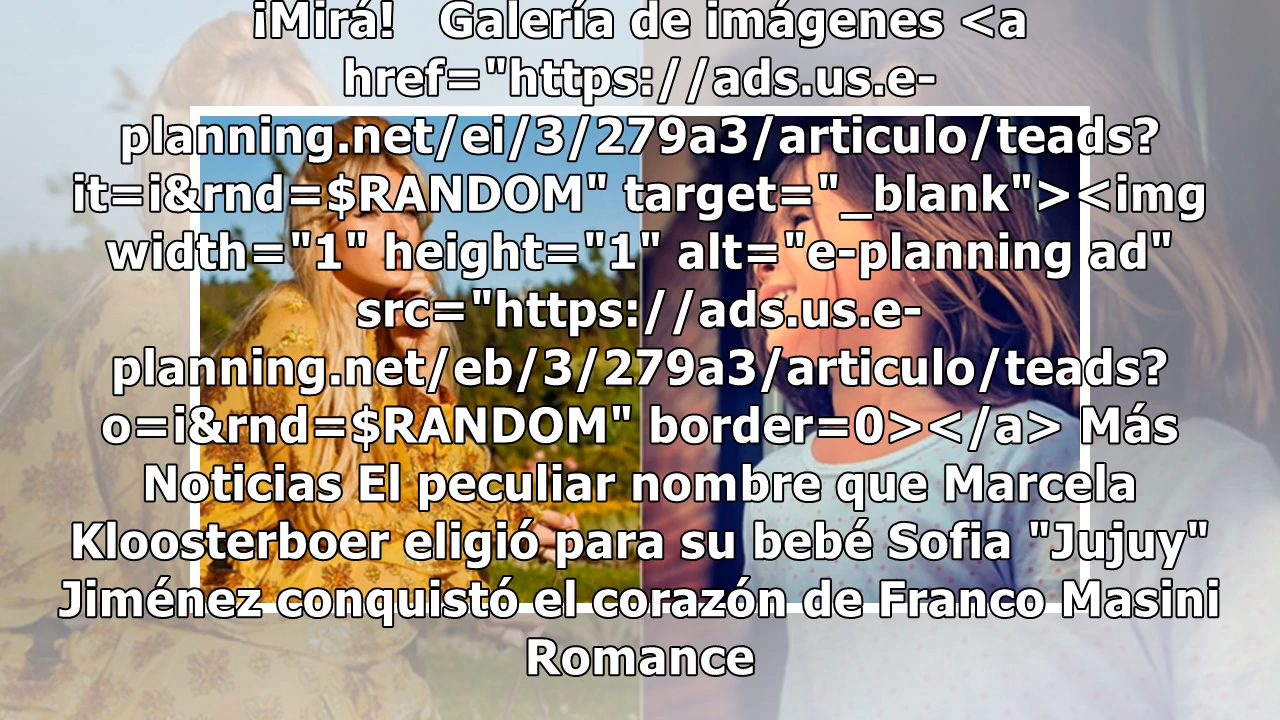 ¡Mirá!   Galería de imágenes <a
href="https://ads.us.e-
planning.net/ei/3/279a3/articulo/teads?
it=i&rnd=$RANDOM" target="_blank"><img
width="1" height="1" alt="e-planning ad"
src="https://ads.us.e-
planning.net/eb/3/279a3/articulo/teads?
o=i&rnd=$RANDOM" border=0></a> Más
Noticias El peculiar nombre que Marcela
Kloosterboer eligió para su bebé Sofia "Jujuy"
Jiménez conquistó el corazón de Franco Masini
Romance